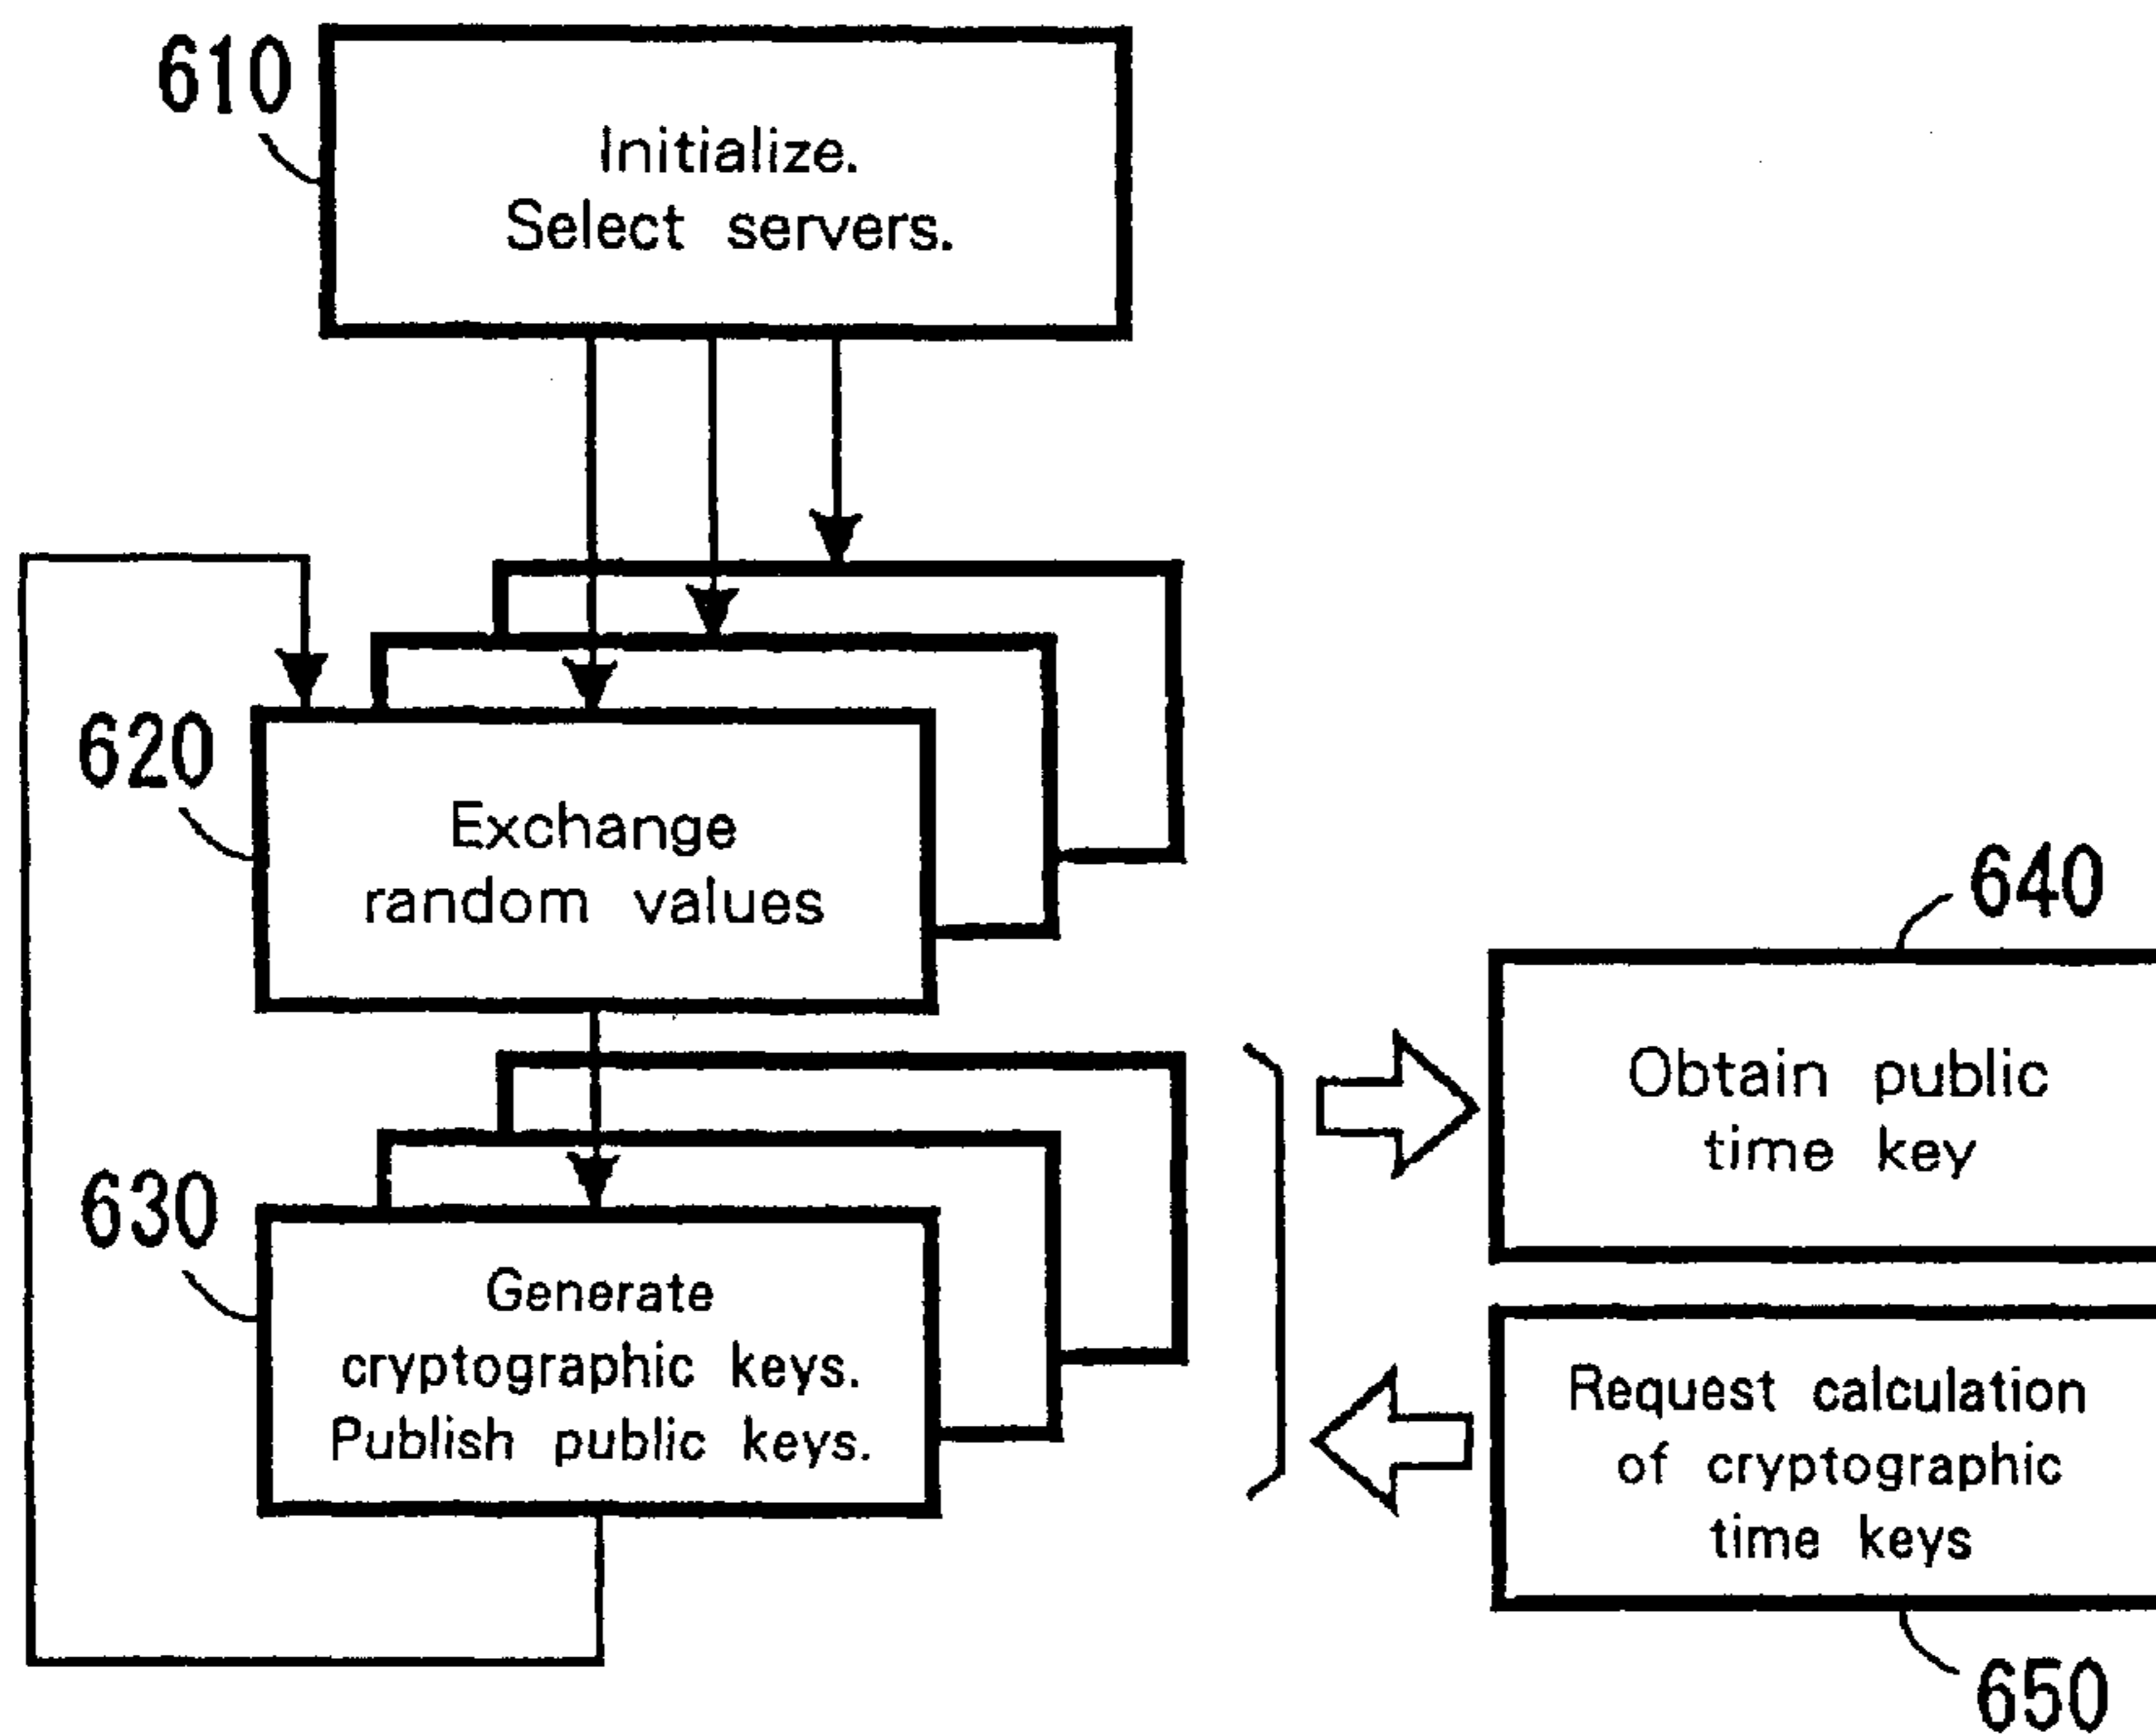 610
Initialize.
Select servers.
620
Exchange
random values
630
Generate
cryptographic keys.
Publish public keys.
640
Obtain public
time key
Request calculation
of cryptographic
time keys
650